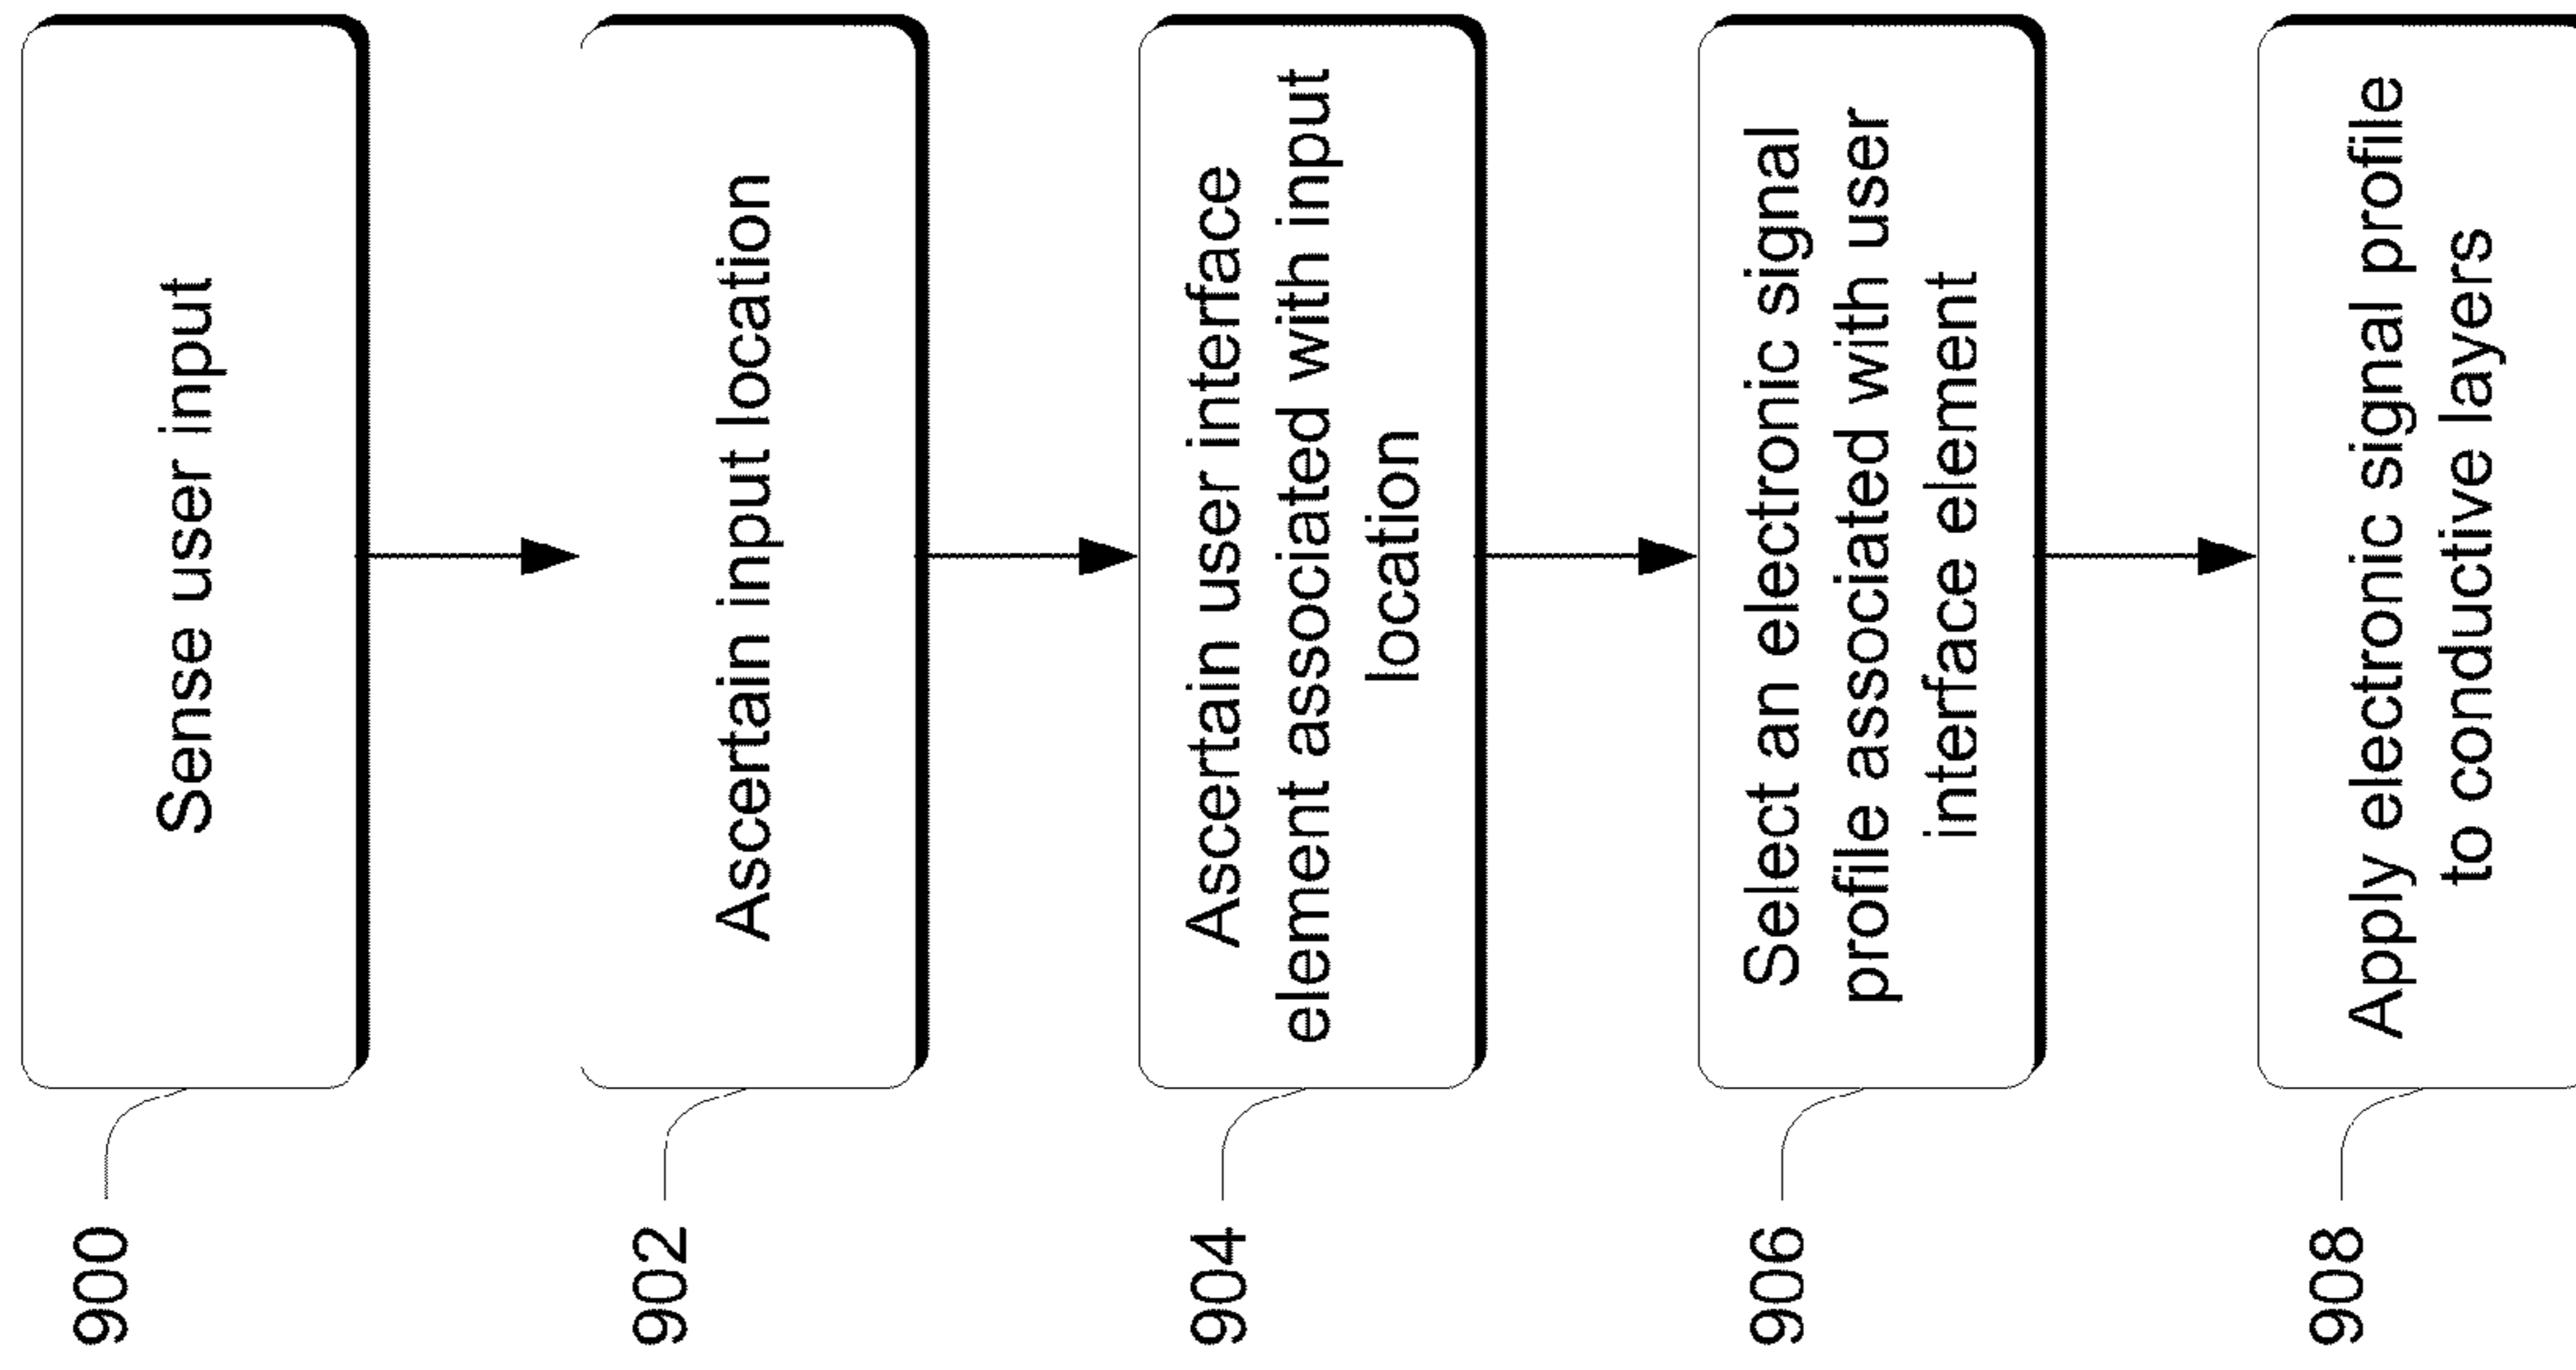 900
Sense user input
902
Ascertain input location
904
Ascertain user interface
element associated with input
location
906
Select an electronic signal
profile associated with user
interface element
908
Apply electronic signal profile
to conductive layers